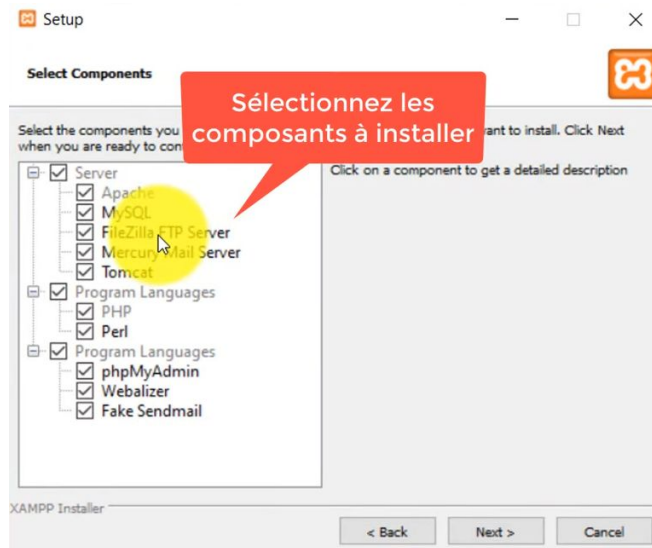 Setup
Select Components
Sélectionnez les
composants à installer
Select the components you
ant to install. Click Next
when you are ready to con
Click on a component to get a detailed description
Server
Apache
MySQL
FileZilla FTP Server
Mercury Mail Server
Tomcat
Program Languages
PHP
Perl
Program Languages
phpMyAdmin
Webalizer
Fake Sendmail
XAMPP Installer
< Back
Next >
Cancel